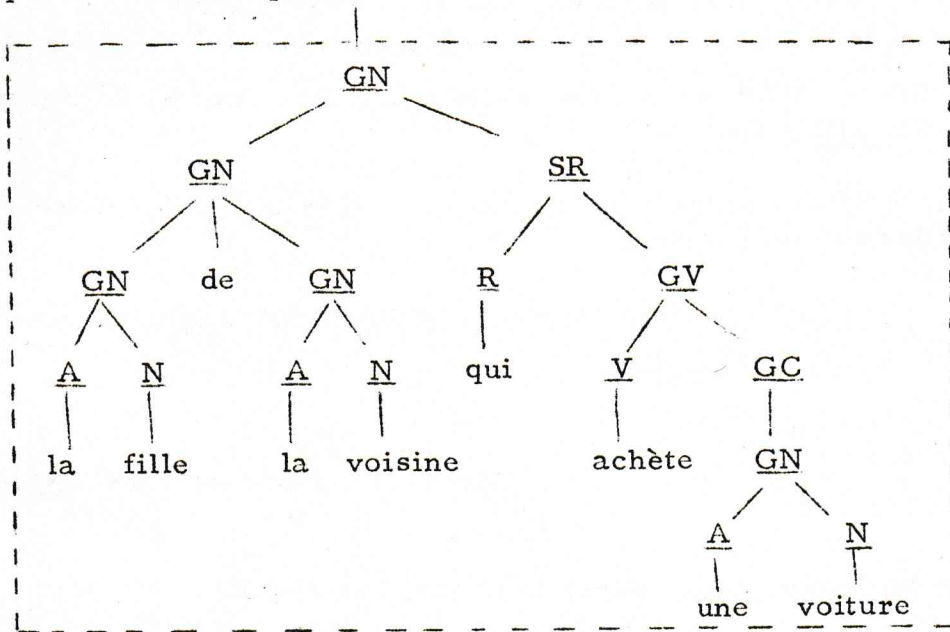 GN
GN SR
GN de GN R GV
A N A N qui V GC
la fille la voisine achète GN
A N
une voiture